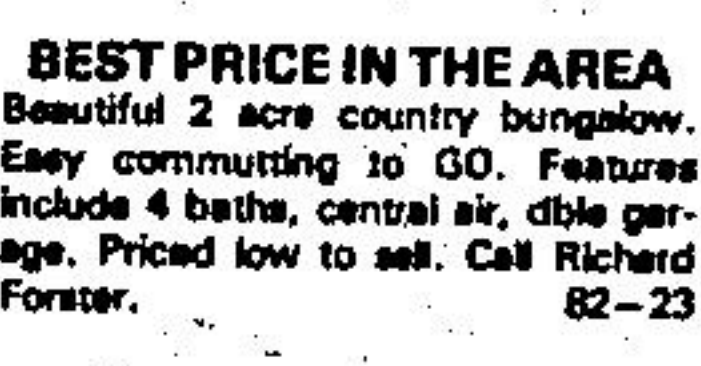 BEST PRICE IN THE AREA
Beautiful 2 acre country bungalow.
Easy commutting to GO. Features
include 4 baths, central air, dble gar-
age. Priced low to sell. Call Richard
Forster. 82-23